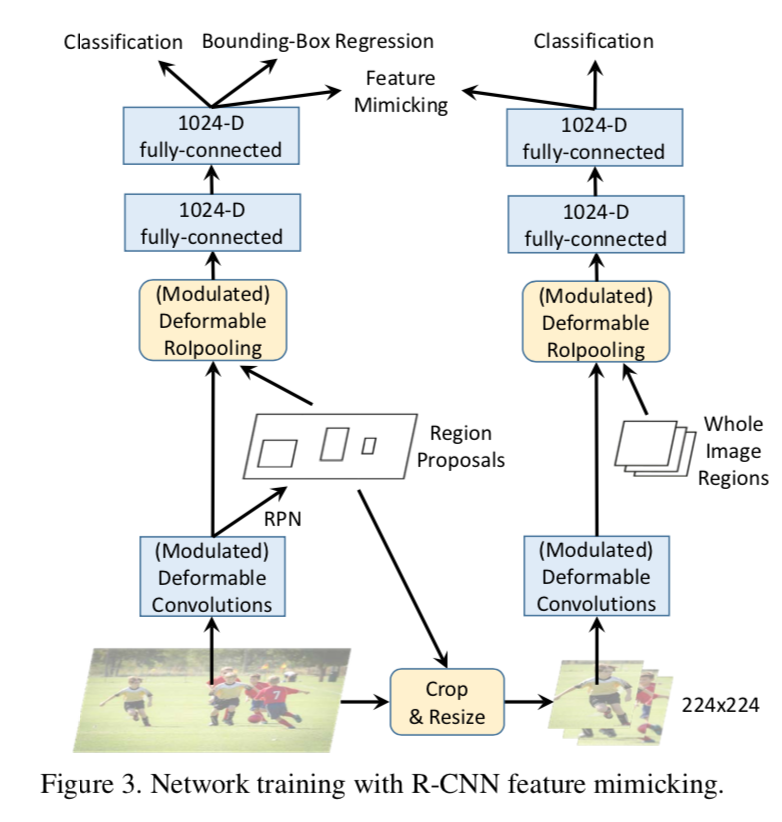 Classification
Bounding-Box Regression
Classification
Feature
Mimicking
1024-D
fully-connected
1024-D
fully-connected
1024-D
fully-connected
1024-D
fully-connected
(Modulated)
Deformable
RoIpooling
(Modulated)
Deformable
RoIpooling
Region
Proposals
Whole
Image
Regions
RPN
(Modulated)
Deformable
Convolutions
(Modulated)
Deformable
Convolutions
7
Crop
& Resize
224x224
Figure 3. Network training with R-CNN feature mimicking.